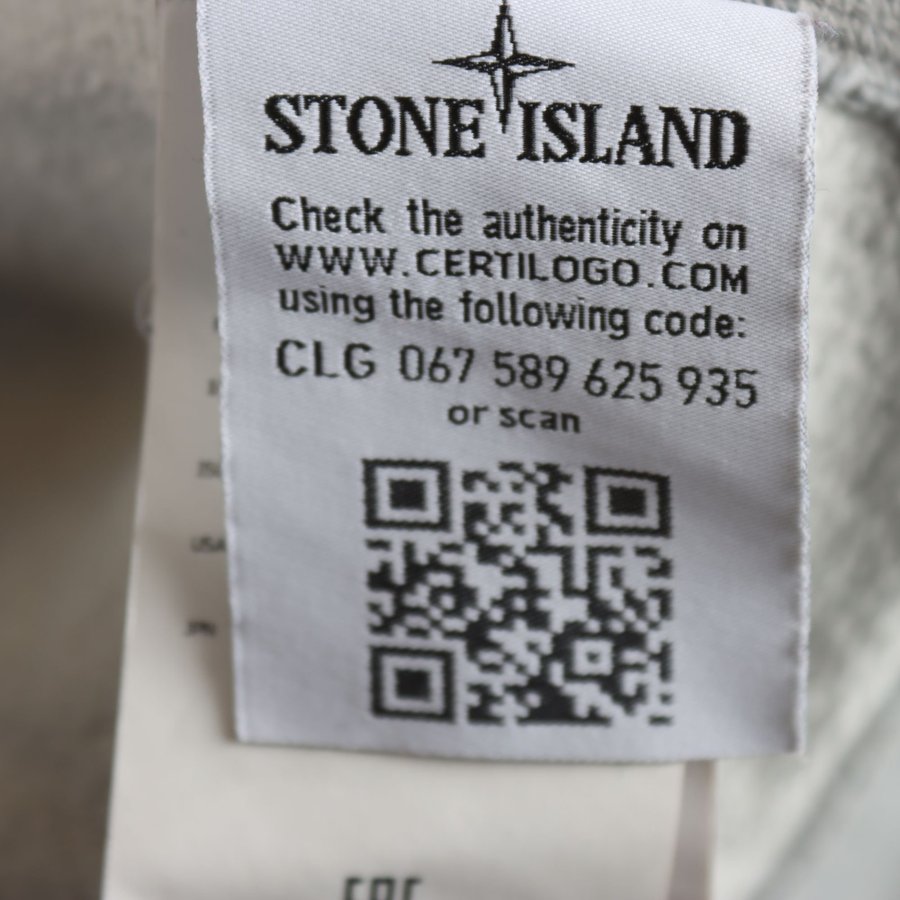 STONE ISLAND
Check the authenticity on
WWW.CERTILOGO.COM
using the following code:
CLG 067 589 625 935
or scan
USA